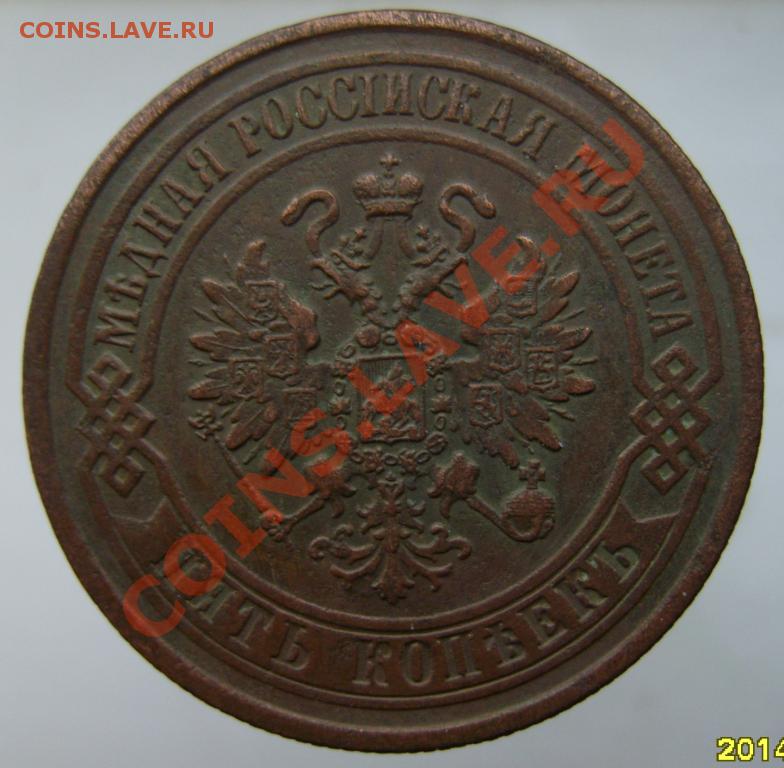 COINS.LAVE.RU
МѢДНАЯ РОССІЙСКАЯ МОНЕТА
COINS.LAVE.RU
ПЯТЬ КОПѢЕКЪ
2014